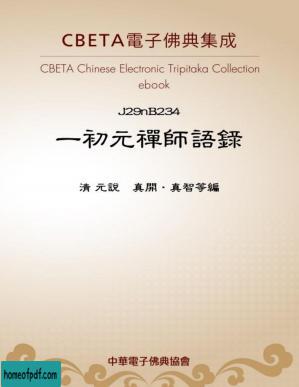 CBETA電子佛典集成
CBETA Chinese Electronic Tripitaka Collection
ebook
J29nB234
一初元禪師語錄
清 元說　真開．真智等編
中華電子佛典協會
homeofpdf.com